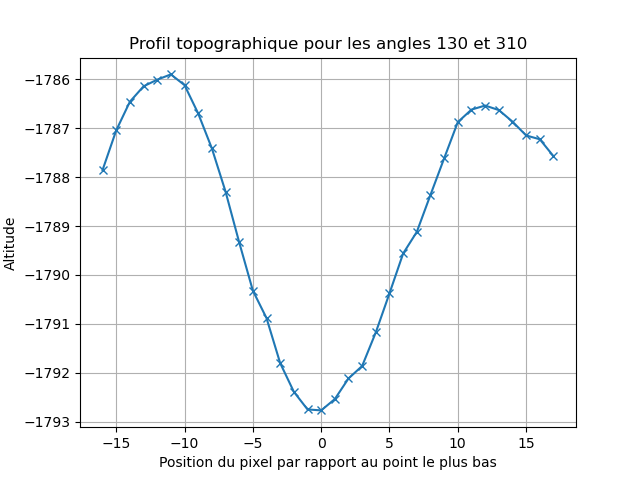 Profil topographique pour les angles 130 et 310
−1786
−1787
−1788
−1789
−1790
−1791
−1792
−1793
Altitude
−15 −10 −5 0 5 10 15
Position du pixel par rapport au point le plus bas